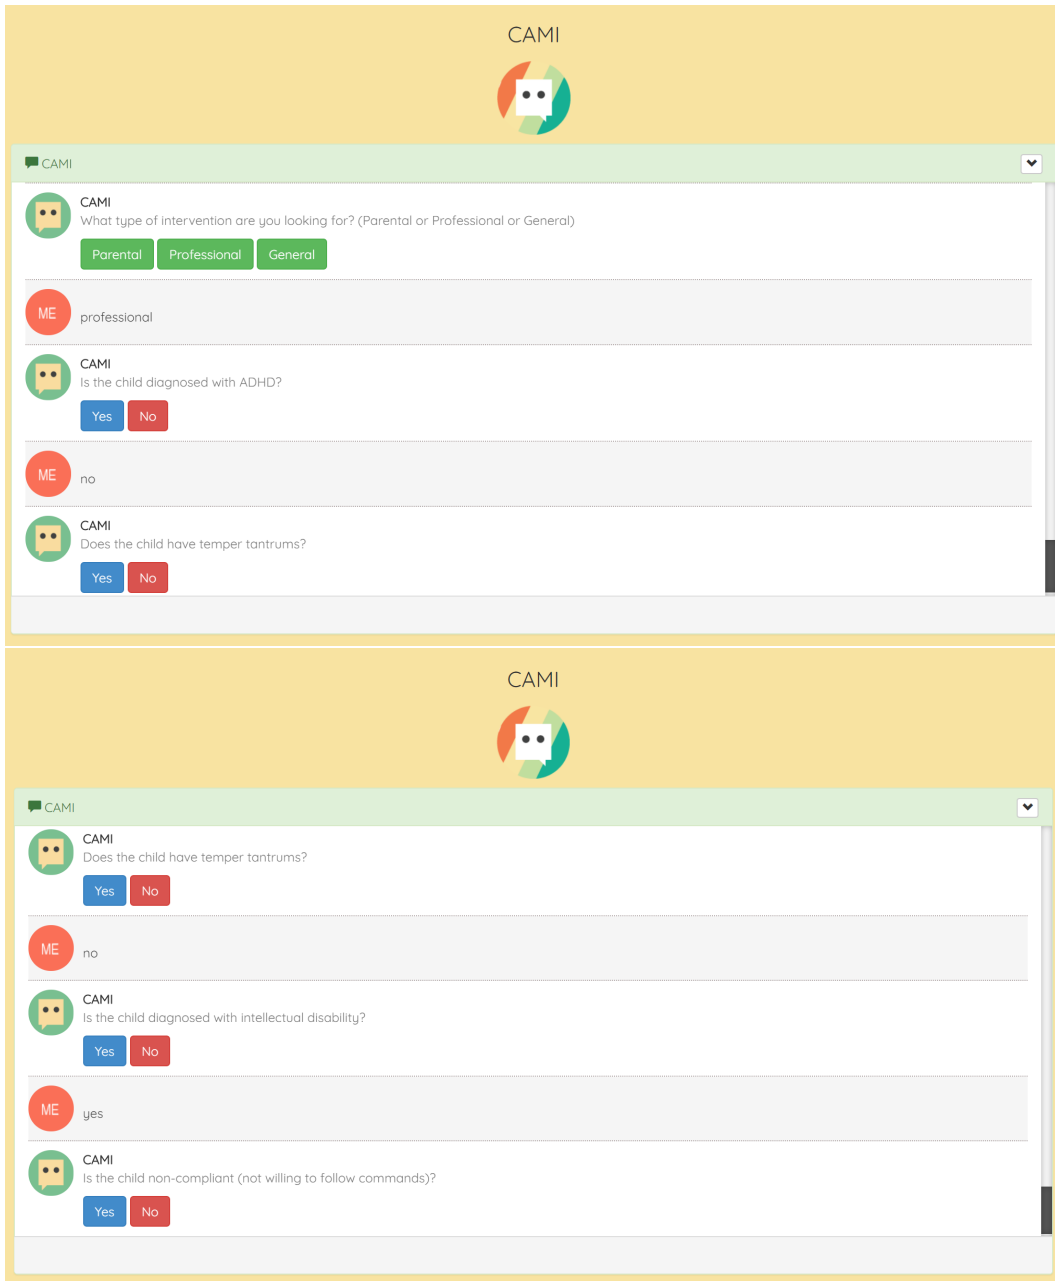 CAMI
CAMI
CAMI
What type of intervention are you looking for? (Parental or Professional or General)
Parental Professional General
ME
professional
CAMI
Is the child diagnosed with ADHD?
Yes No
ME
no
CAMI
Does the child have temper tantrums?
Yes No
CAMI
CAMI
CAMI
Does the child have temper tantrums?
Yes No
ME
no
CAMI
Is the child diagnosed with intellectual disability?
Yes No
ME
yes
CAMI
Is the child non-compliant (not willing to follow commands)?
Yes No